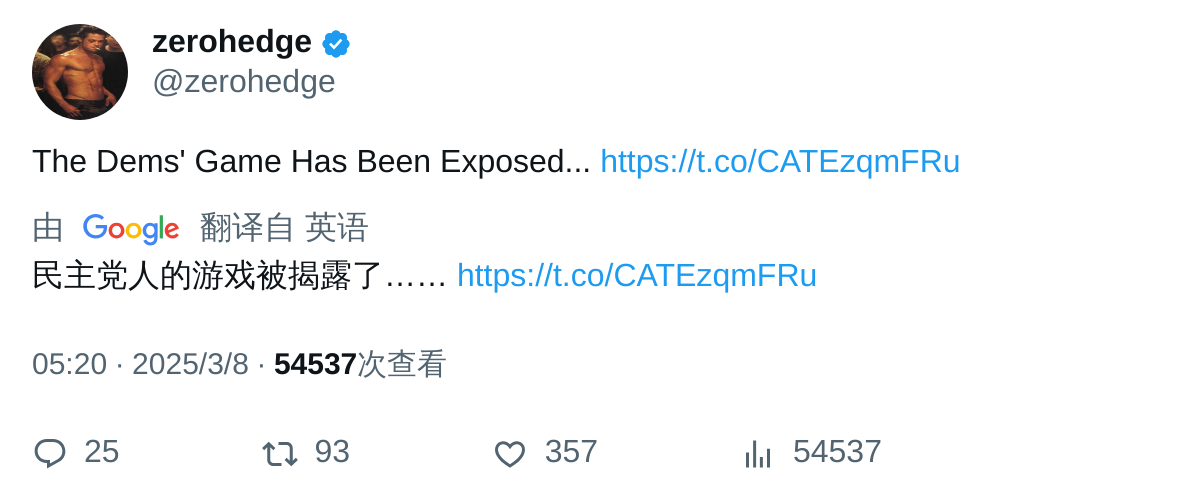 zerohedge
@zerohedge
The Dems' Game Has Been Exposed... https://t.co/CATEzqmFRu
由 Google 翻译自 英语
民主党人的游戏被揭露了…… https://t.co/CATEzqmFRu
05:20 · 2025/3/8 · 54537次查看
25 93 357 54537